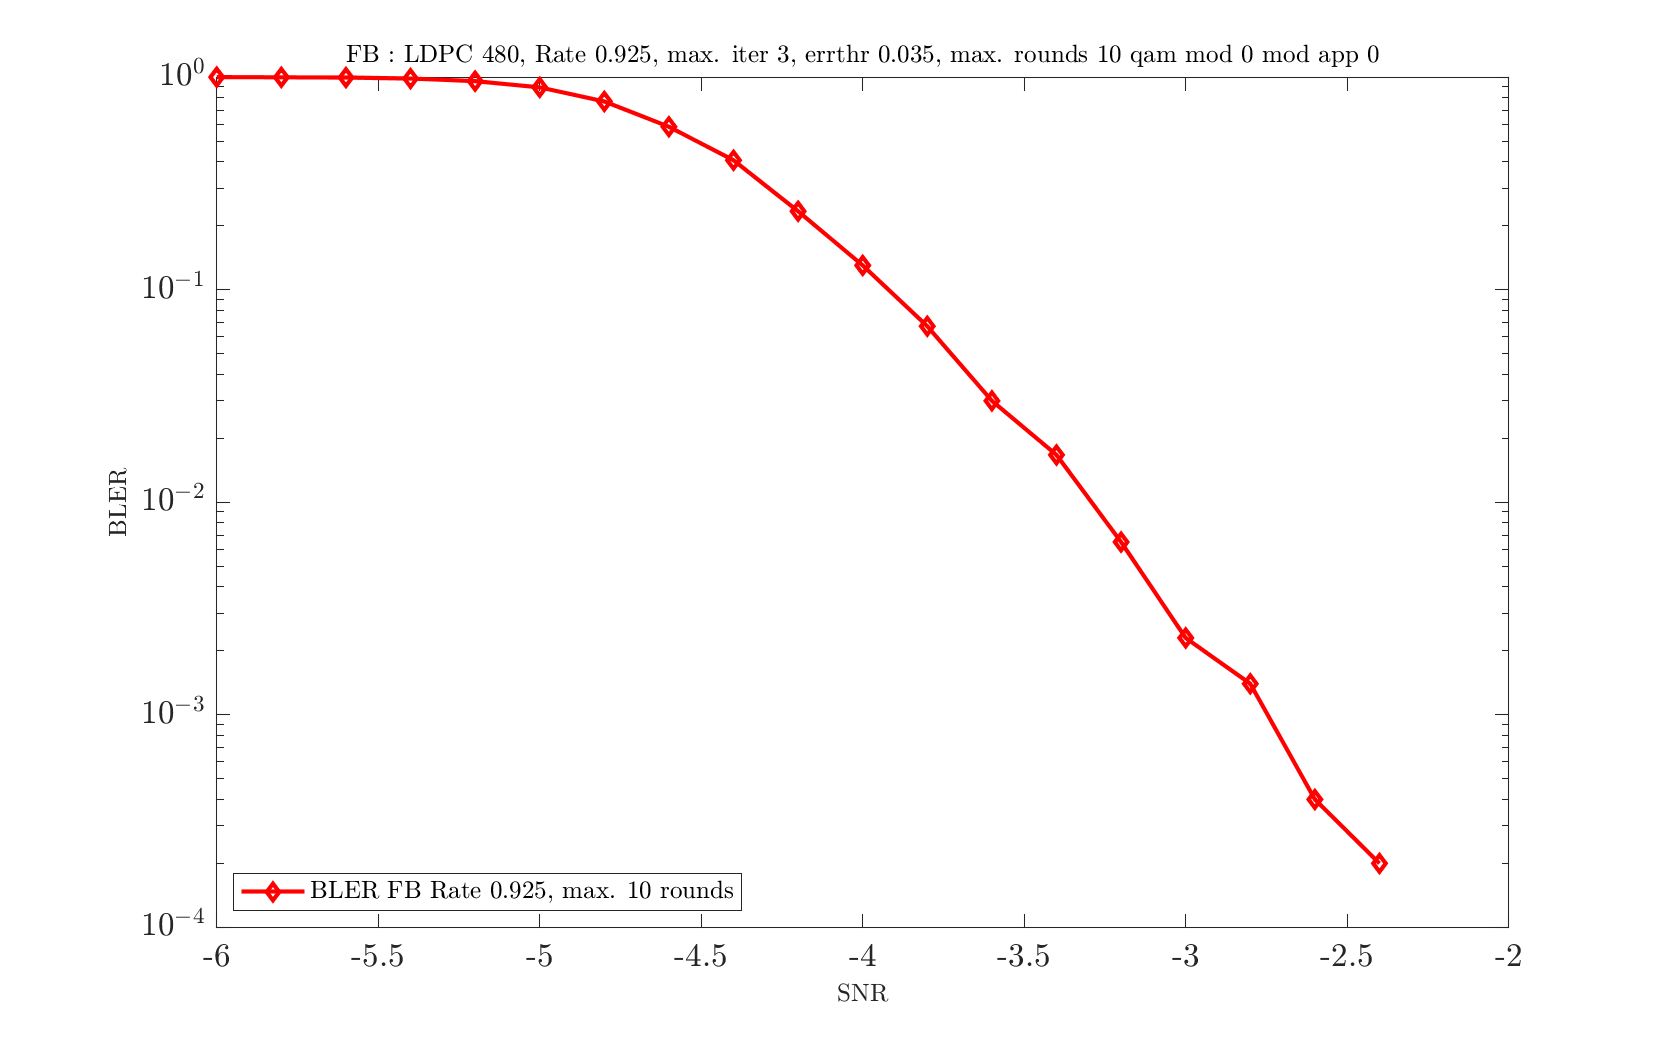 FB : LDPC 480, Rate 0.925, max. iter 3, errthr 0.035, max. rounds 10 qam mod 0 mod app 0
10⁰
10⁻¹
10⁻²
10⁻³
10⁻⁴
BLER
BLER FB Rate 0.925, max. 10 rounds
-6 -5.5 -5 -4.5 -4 -3.5 -3 -2.5 -2
SNR